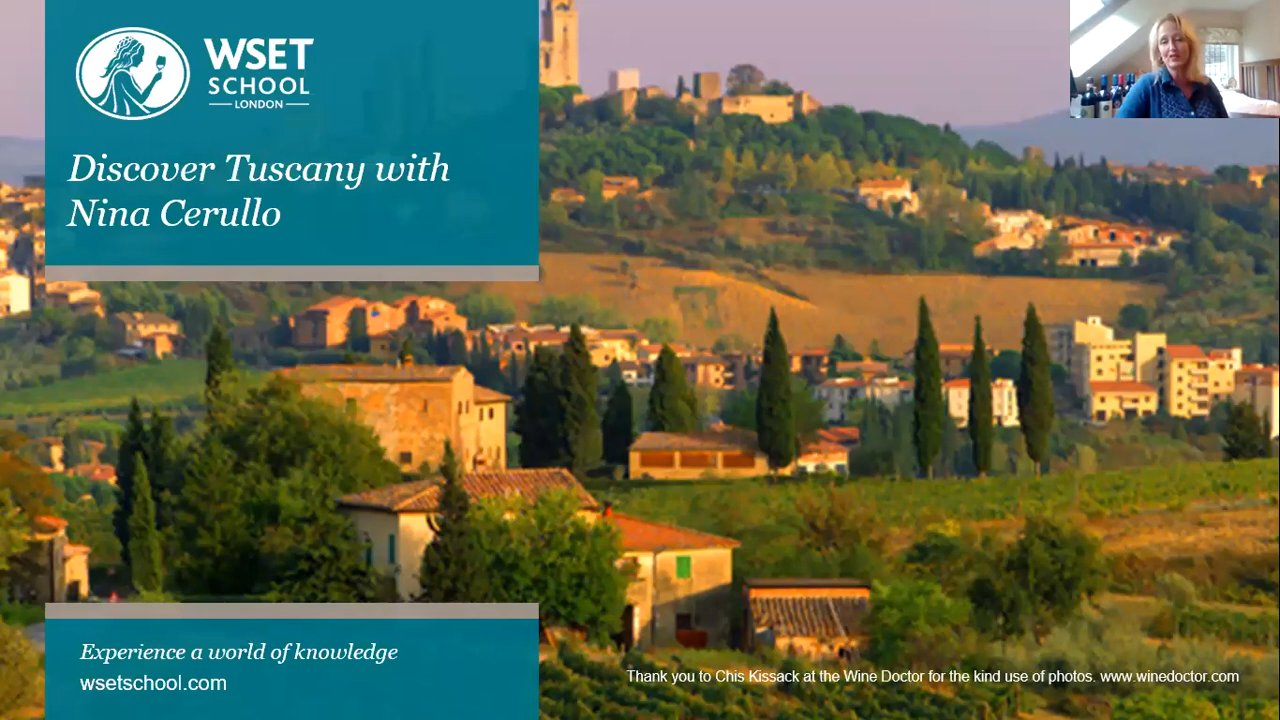 WSET
SCHOOL
LONDON
Discover Tuscany with
Nina Cerullo
Experience a world of knowledge
wsetschool.com
Thank you to Chis Kissack at the Wine Doctor for the kind use of photos. www.winedoctor.com